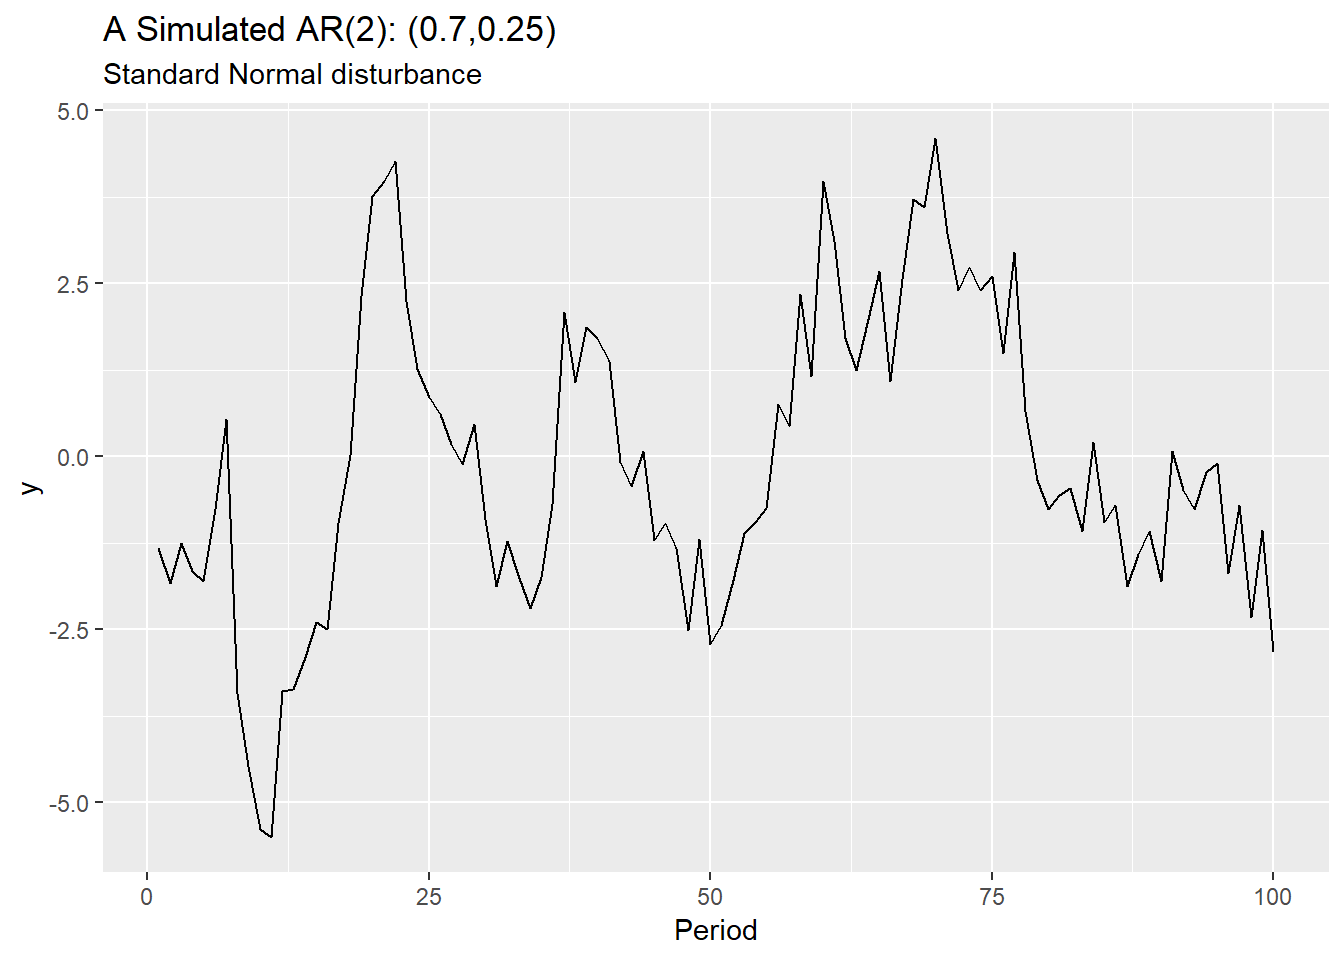 A Simulated AR(2): (0.7,0.25)
Standard Normal disturbance
5.0
2.5
0.0
-2.5
-5.0
y
0 25 50 75 100
Period